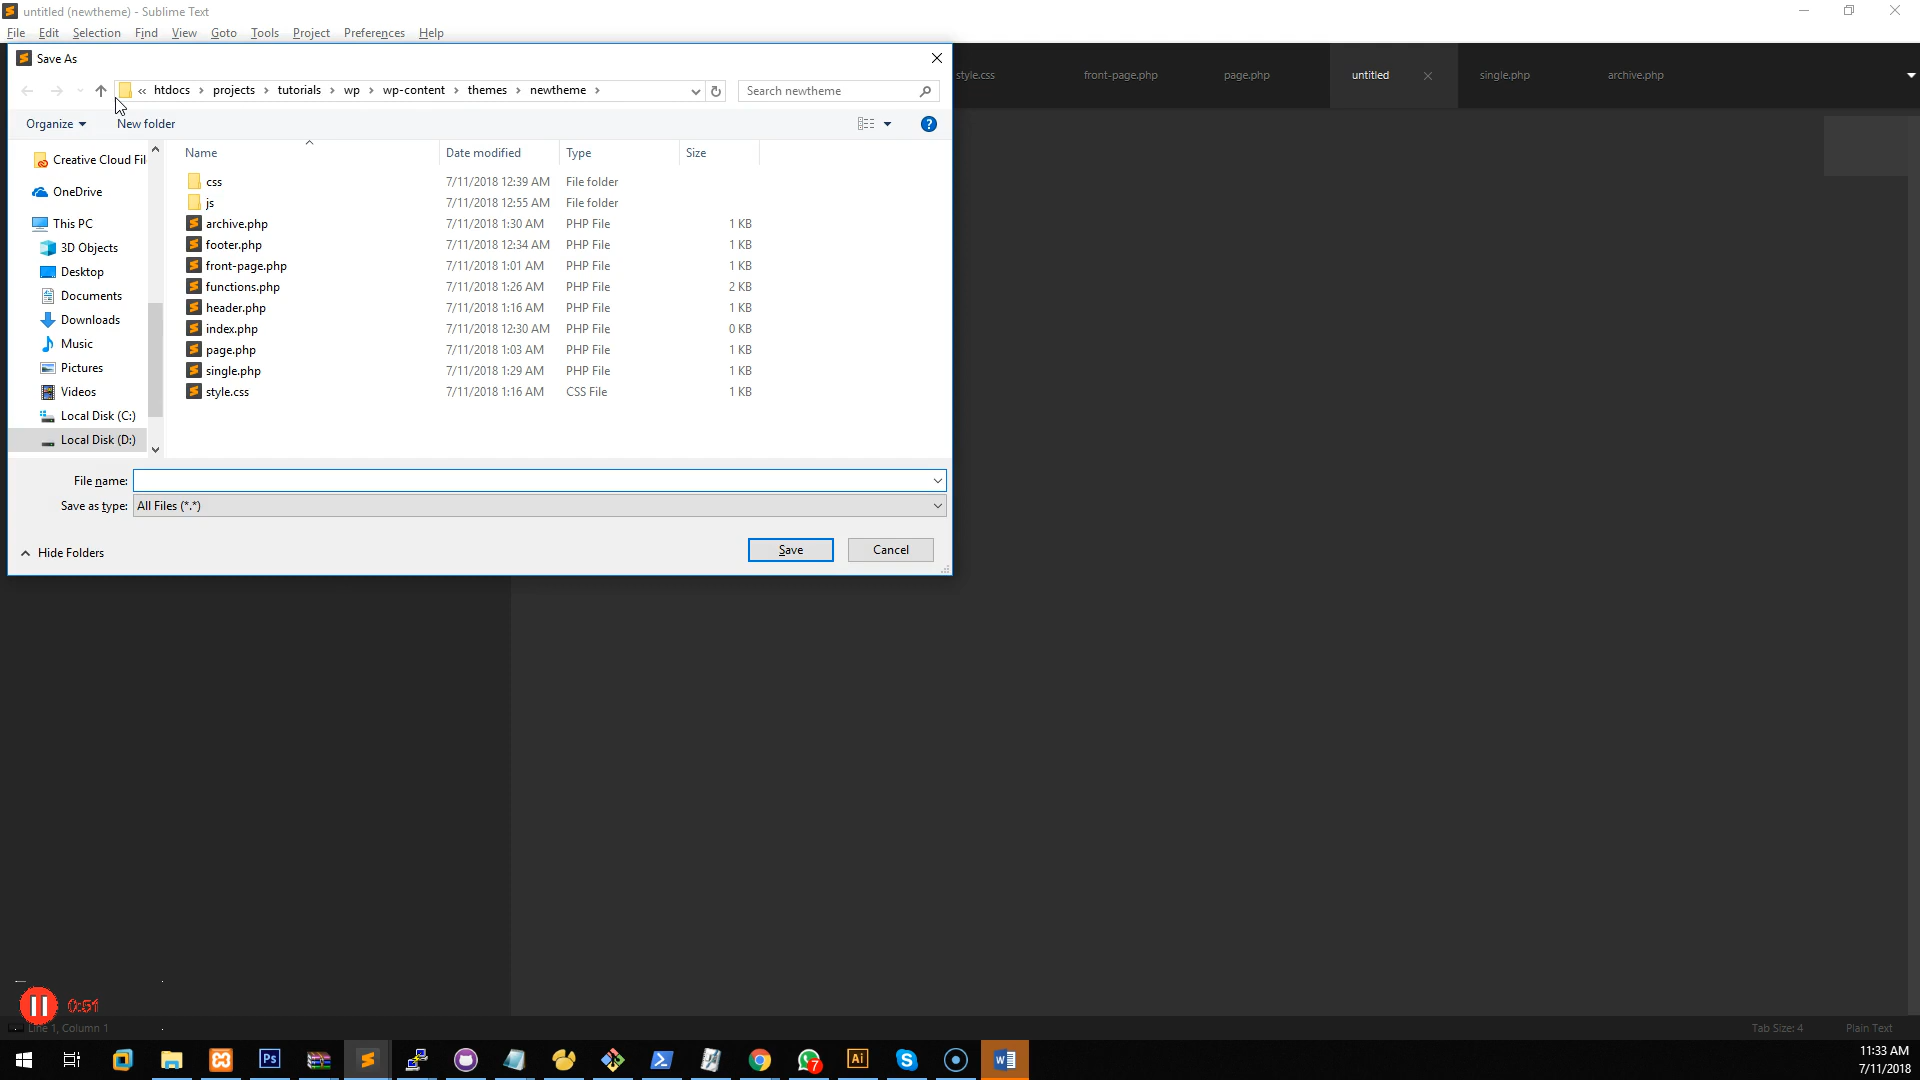 untitled (newtheme) - Sublime Text
File Edit Selection Find View Goto Tools Project Preferences Help
Save As
style.css front-page.php page.php untitled single.php archive.php
« htdocs projects tutorials wp wp-content themes newtheme
Search newtheme
Organize New folder
Name Date modified Type Size
Creative Cloud Fil
OneDrive
This PC
3D Objects
Desktop
Documents
Downloads
Music
Pictures
Videos
Local Disk (C:)
Local Disk (D:)
css 7/11/2018 12:39 AM File folder
js 7/11/2018 12:55 AM File folder
archive.php 7/11/2018 1:30 AM PHP File 1 KB
footer.php 7/11/2018 12:34 AM PHP File 1 KB
front-page.php 7/11/2018 1:01 AM PHP File 1 KB
functions.php 7/11/2018 1:26 AM PHP File 2 KB
header.php 7/11/2018 1:16 AM PHP File 1 KB
index.php 7/11/2018 12:30 AM PHP File 0 KB
page.php 7/11/2018 1:03 AM PHP File 1 KB
single.php 7/11/2018 1:29 AM PHP File 1 KB
style.css 7/11/2018 1:16 AM CSS File 1 KB
File name:
Save as type: All Files (*.*)
Hide Folders
Save Cancel
0:51
Line 1, Column 1
Tab Size: 4 Plain Text
Ps
7
Ai
11:33 AM
7/11/2018